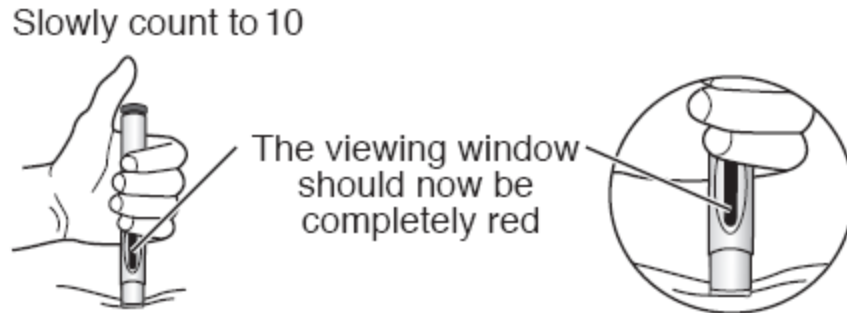 Slowly count to 10
The viewing window
should now be
completely red